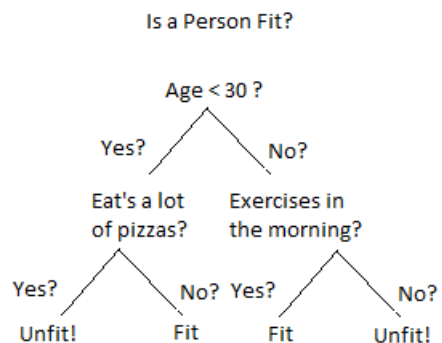 Is a Person Fit?
Age < 30 ?
Yes?
No?
Eat's a lot
of pizzas?
Exercises in
the morning?
Yes?
No?
Yes?
No?
Unfit!
Fit
Fit
Unfit!